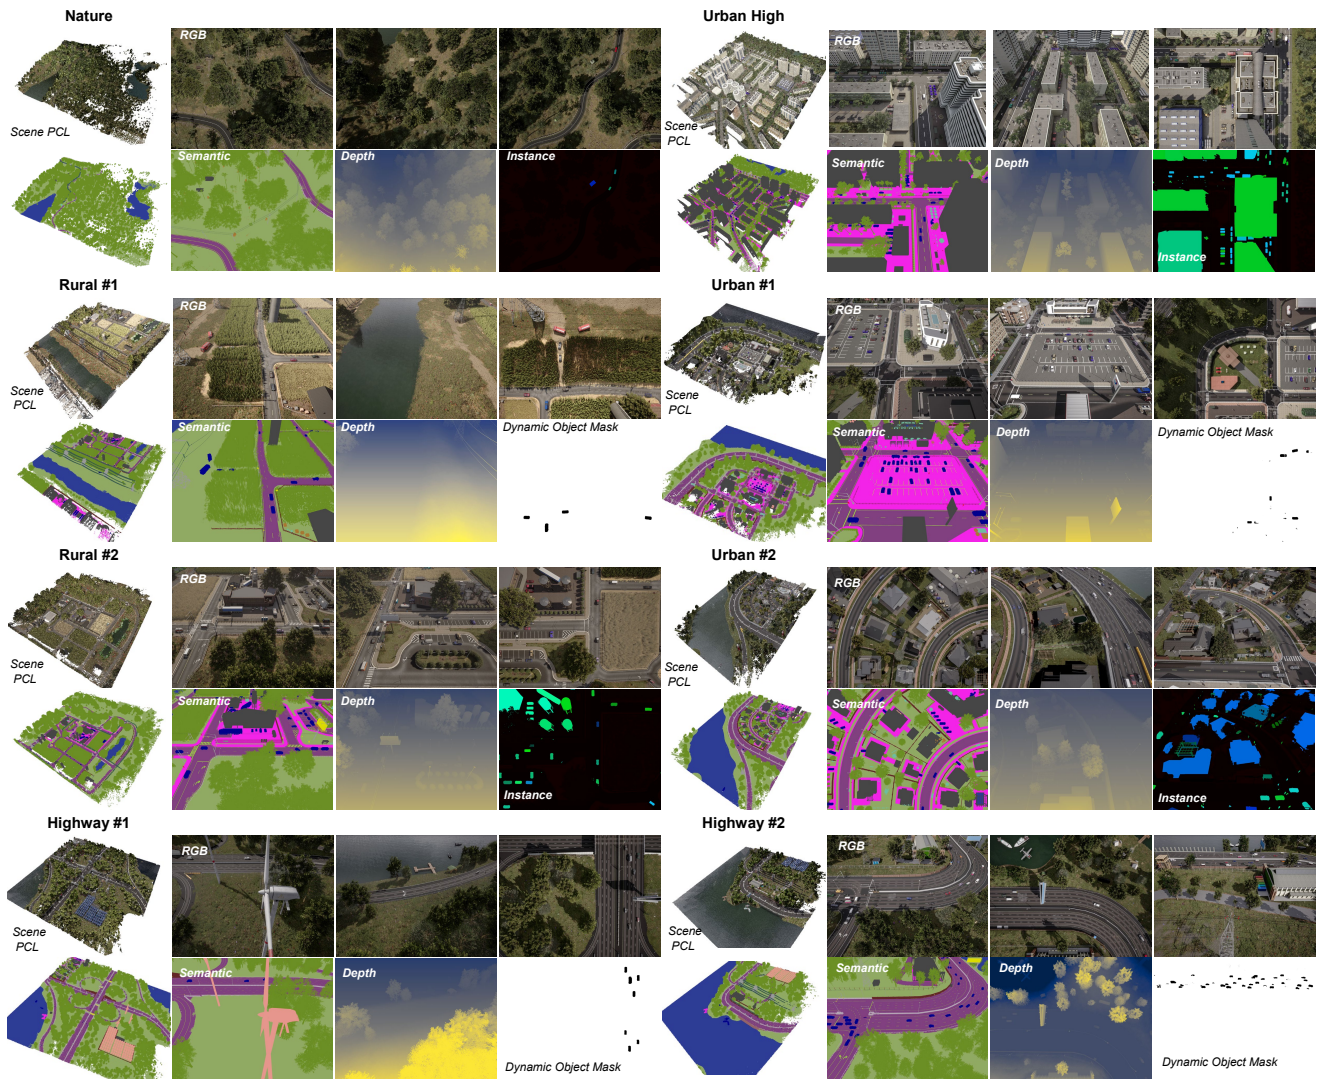 Nature
RGB
Scene PCL
Semantic
Depth
Instance
Urban High
RGB
Scene
PCL
Semantic
Depth
Instance
Rural #1
RGB
Scene
PCL
Semantic
Depth
Dynamic Object Mask
Urban #1
RGB
Scene
PCL
Semantic
Depth
Dynamic Object Mask
Rural #2
RGB
Scene
PCL
Semantic
Depth
Instance
Urban #2
RGB
Scene
PCL
Semantic
Depth
Instance
Highway #1
RGB
Scene
PCL
Semantic
Depth
Dynamic Object Mask
Highway #2
RGB
Scene
PCL
Semantic
Depth
Dynamic Object Mask